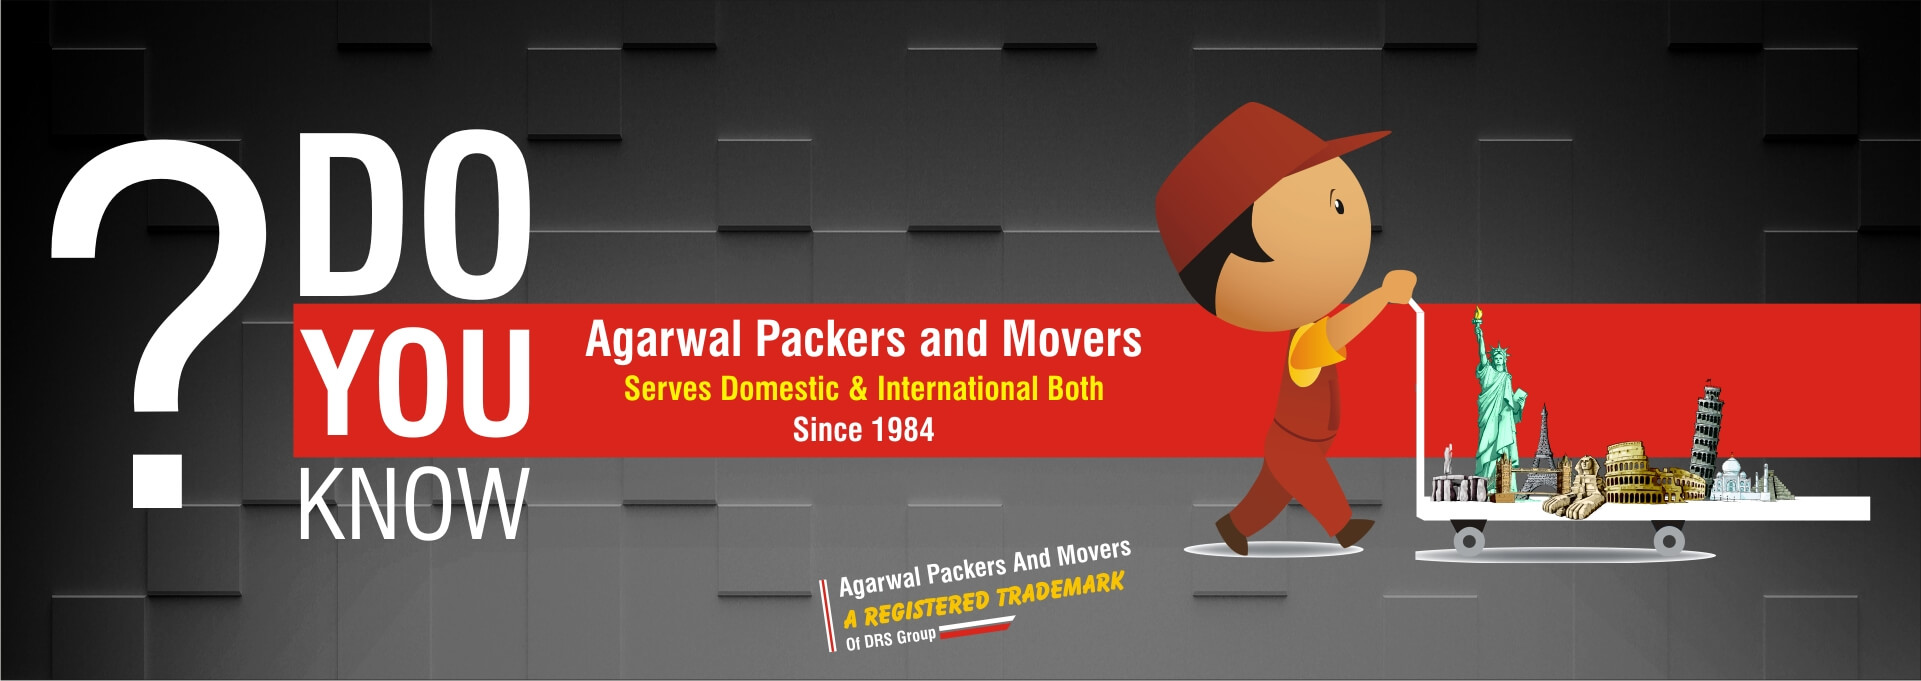 ?
DO
YOU
KNOW
Agarwal Packers and Movers
Serves Domestic & International Both
Since 1984
Agarwal Packers And Movers
A REGISTERED TRADEMARK
Of DRS Group